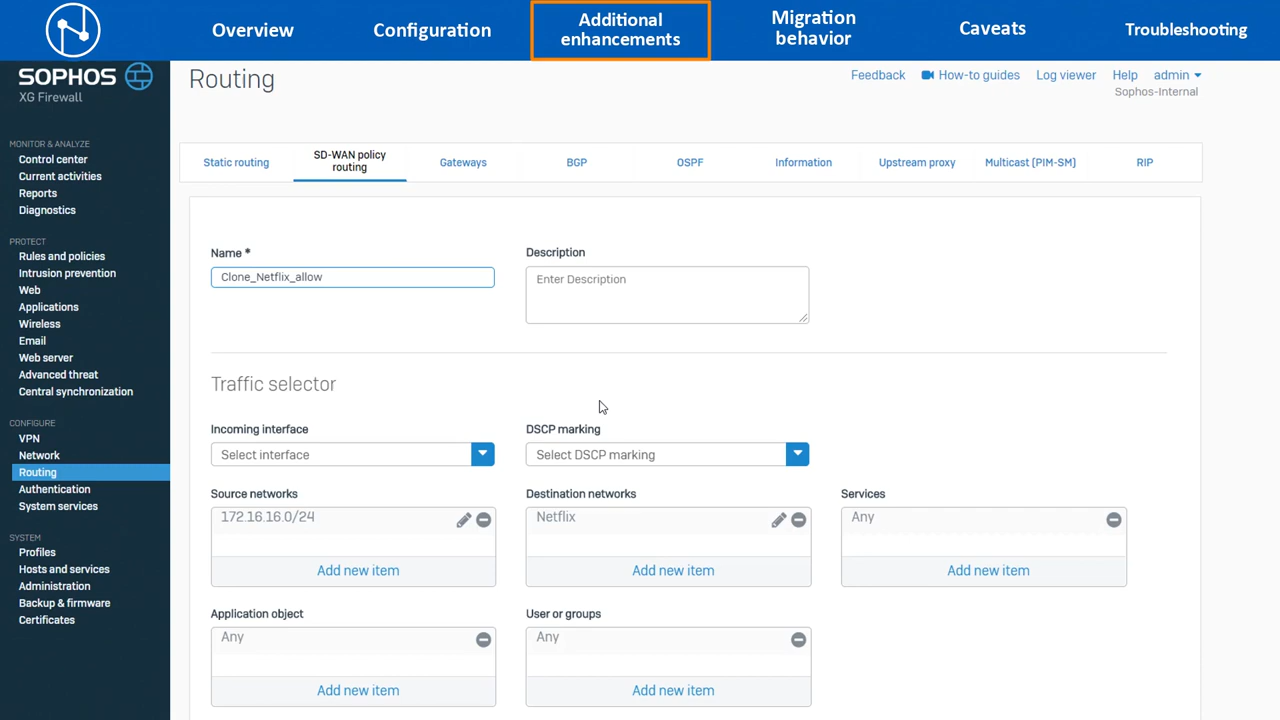 Overview
Configuration
Additional
enhancements
Migration
behavior
Caveats
Troubleshooting
SOPHOS
XG Firewall
Routing
Feedback
How-to guides
Log viewer
Help
admin
Sophos-Internal
MONITOR & ANALYZE
Control center
Current activities
Reports
Diagnostics
PROTECT
Rules and policies
Intrusion prevention
Web
Applications
Wireless
Email
Web server
Advanced threat
Central synchronization
CONFIGURE
VPN
Network
Routing
Authentication
System services
SYSTEM
Profiles
Hosts and services
Administration
Backup & firmware
Certificates
Static routing
SD-WAN policy
routing
Gateways
BGP
OSPF
Information
Upstream proxy
Multicast (PIM-SM)
RIP
Name *
Clone_Netflix_allow
Description
Enter Description
Traffic selector
Incoming interface
Select interface
DSCP marking
Select DSCP marking
Source networks
172.16.16.0/24
Add new item
Destination networks
Netflix
Add new item
Services
Any
Add new item
Application object
Any
Add new item
User or groups
Any
Add new item